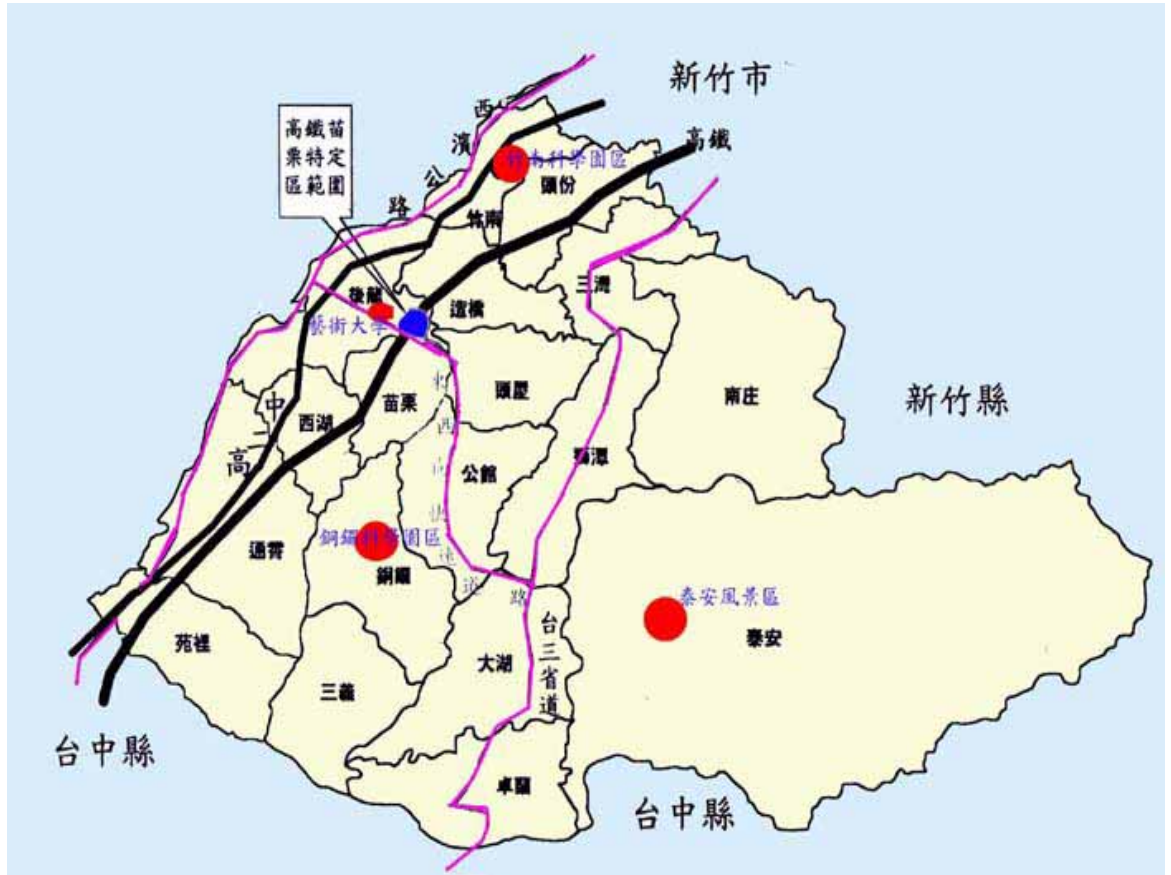 新竹市
西濱公路
高鐵苗
栗特定
區範圍
高鐵
竹南科學園區
頭份
竹南
三灣
後龍
造橋
藝術大學
南庄
新竹縣
頭屋
苗栗
西湖
中二高
獅潭
公館
銅鑼科學園區
通霄
銅鑼
速道路
泰安風景區
台三省道
泰安
苑裡
大湖
三義
台中縣
卓蘭
台中縣